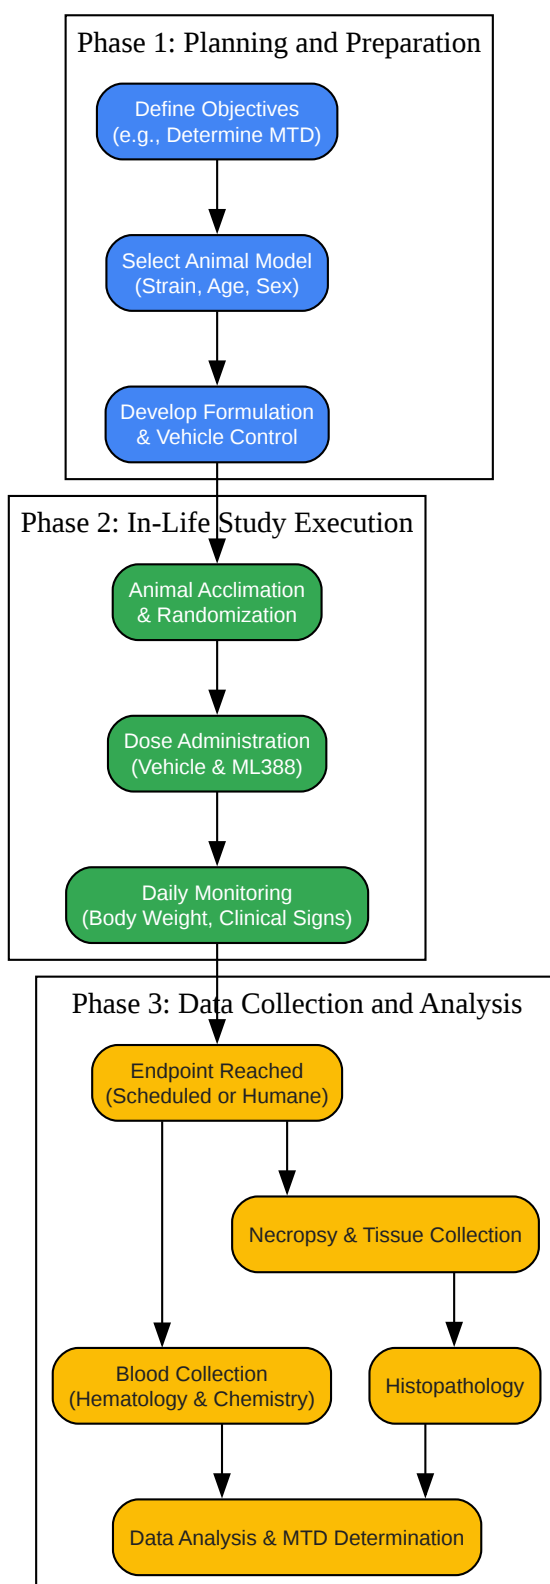 Phase 1: Planning and Preparation
Define Objectives
(e.g., Determine MTD)
Select Animal Model
(Strain, Age, Sex)
Develop Formulation
& Vehicle Control
Phase 2: In-Life Study Execution
Animal Acclimation
& Randomization
Dose Administration
(Vehicle & ML388)
Daily Monitoring
(Body Weight, Clinical Signs)
Phase 3: Data Collection and Analysis
Endpoint Reached
(Scheduled or Humane)
Necropsy & Tissue Collection
Blood Collection
(Hematology & Chemistry)
Histopathology
Data Analysis & MTD Determination